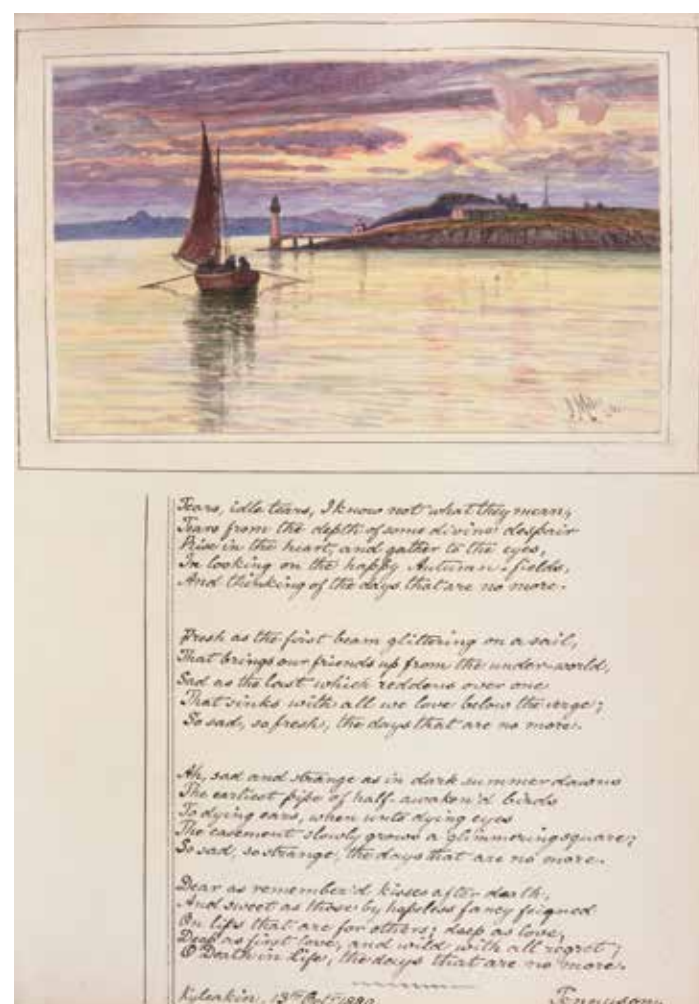 Tears, idle tears, I know not what they mean,
Tears from the depth of some divine despair
Rise in the heart, and gather to the eyes,
In looking on the happy Autumn-fields,
And thinking of the days that are no more.
Fresh as the first beam glittering on a sail,
That brings our friends up from the under-world,
Sad as the last which reddens over one
That sinks with all we love below the verge;
So sad, so fresh, the days that are no more.
Ah, sad and strange as in dark summer dawns
The earliest pipe of half-awaken'd birds
To dying ears, when unto dying eyes
The casement slowly grows a glimmering square;
So sad, so strange, the days that are no more.
Dear as remember'd kisses after death,
And sweet as those by hopeless fancy feigned
On lips that are for others; deep as love,
Deep as first love, and wild with all regret;
O Death in Life, the days that are no more.
Kyleakin, 13th Oct. 1880 Tennyson